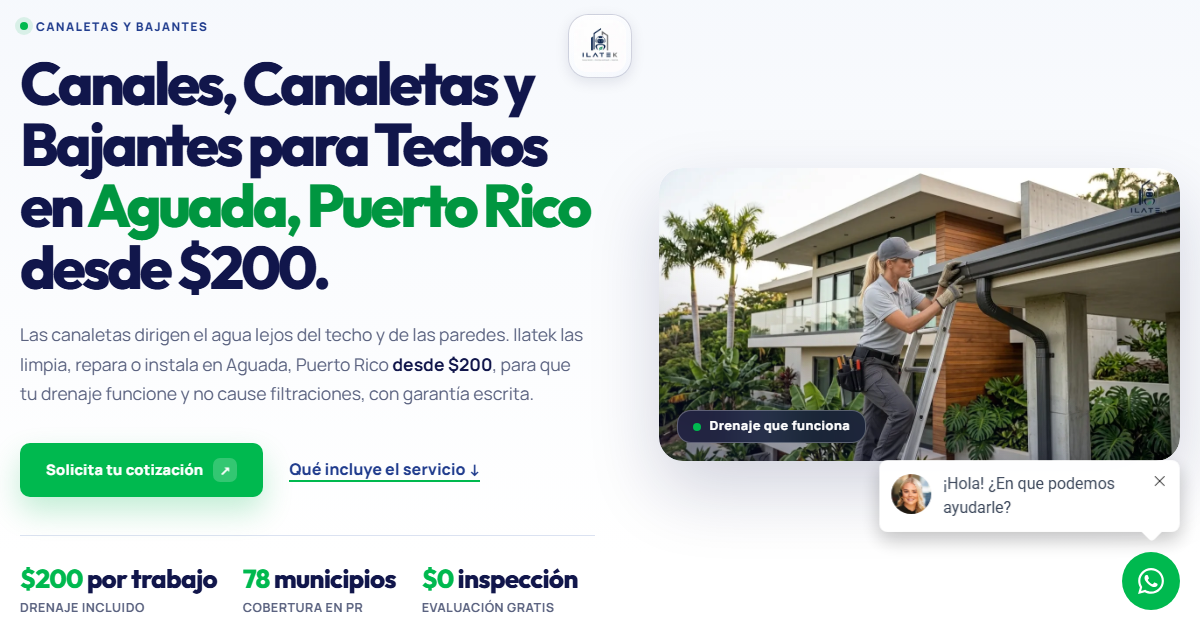 CANALETAS Y BAJANTES
ILATEK
Canales, Canaletas y
Bajantes para Techos
en Aguada, Puerto Rico
desde $200.
Las canaletas dirigen el agua lejos del techo y de las paredes. Ilatek las
limpia, repara o instala en Aguada, Puerto Rico desde $200, para que
tu drenaje funcione y no cause filtraciones, con garantía escrita.
Solicita tu cotización ↗
Qué incluye el servicio ↓
$200 por trabajo
DRENAJE INCLUIDO
78 municipios
COBERTURA EN PR
$0 inspección
EVALUACIÓN GRATIS
ILATEK
Drenaje que funciona
¡Hola! ¿En que podemos
ayudarle?